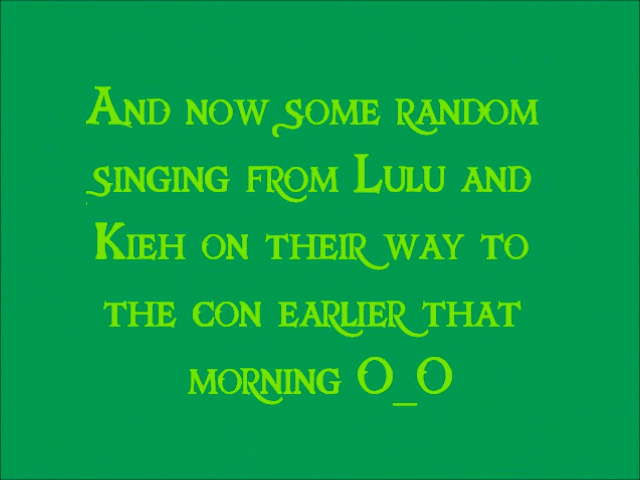 And now some random
singing from Lulu and
Kieh on their way to
the con earlier that
morning O_O